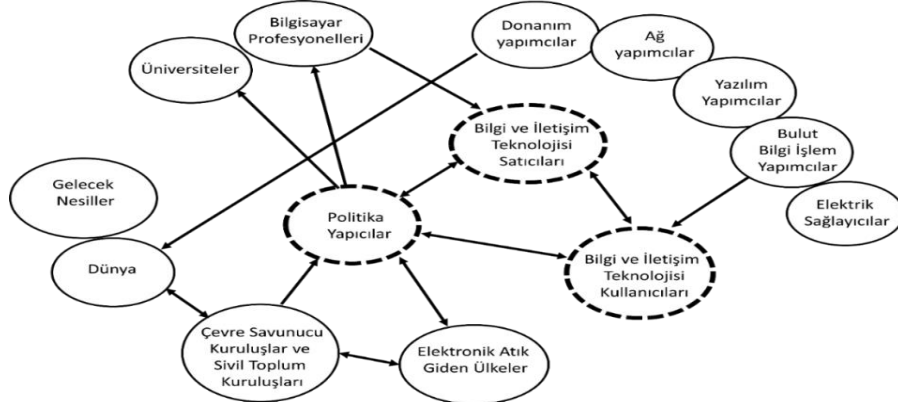 Bilgisayar
Profesyonelleri
Donanım
yapımcılar
Ağ
yapımcılar
Üniversiteler
Yazılım
Yapımcılar
Bilgi ve İletişim
Teknolojisi
Satıcıları
Bulut
Bilgi İşlem
Yapımcılar
Gelecek
Nesiller
Elektrik
Sağlayıcılar
Politika
Yapıcılar
Dünya
Bilgi ve İletişim
Teknolojisi
Kullanıcıları
Çevre Savunucu
Kuruluşlar ve
Sivil Toplum
Kuruluşları
Elektronik Atık
Giden Ülkeler